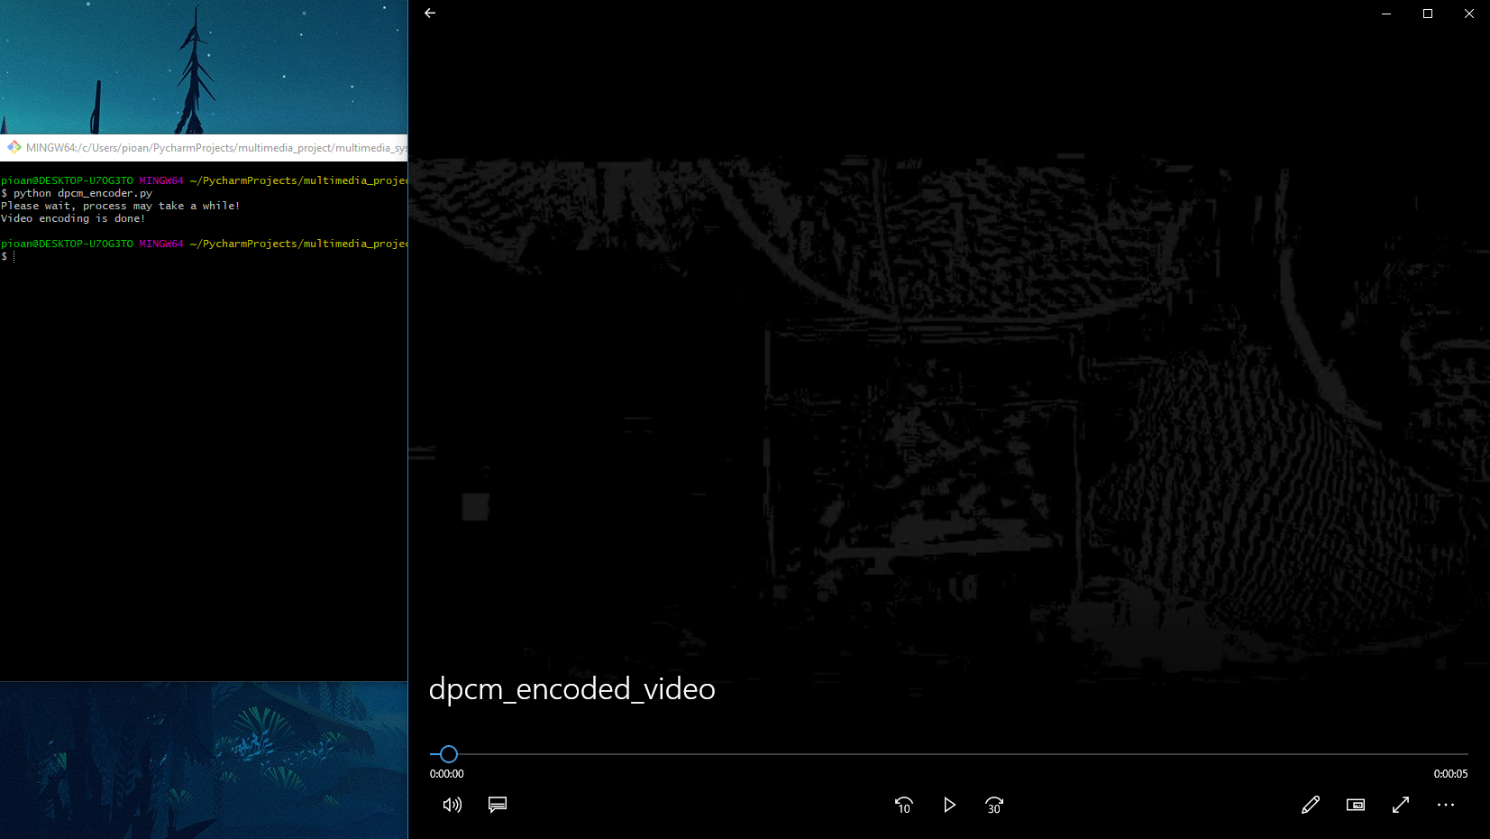 MINGW64:/c/Users/pioan/PycharmProjects/multimedia_project/multimedia_sys
pioan@DESKTOP-U7OG3TO MINGW64 ~/PycharmProjects/multimedia_projec
$ python dpcm_encoder.py
Please wait, process may take a while!
Video encoding is done!
pioan@DESKTOP-U7OG3TO MINGW64 ~/PycharmProjects/multimedia_projec
$
dpcm_encoded_video
0:00:00
0:00:05
10
30